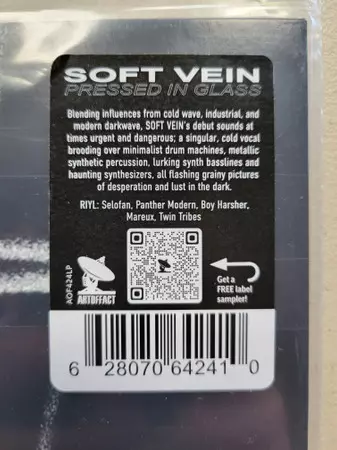 SOFT VEIN
PRESSED IN GLASS
Blending influences from cold wave, industrial, and
modern darkwave, SOFT VEIN's debut sounds at
times urgent and dangerous; a singular, cold vocal
brooding over minimalist drum machines, metallic
synthetic percussion, lurking synth basslines and
haunting synthesizers, all flashing grainy pictures
of desperation and lust in the dark.
RIYL: Selofan, Panther Modern, Boy Harsher,
Mareux, Twin Tribes
AOF424LP
ARTOFFACT
Get a
FREE label
sampler!
6 28070 64241 0